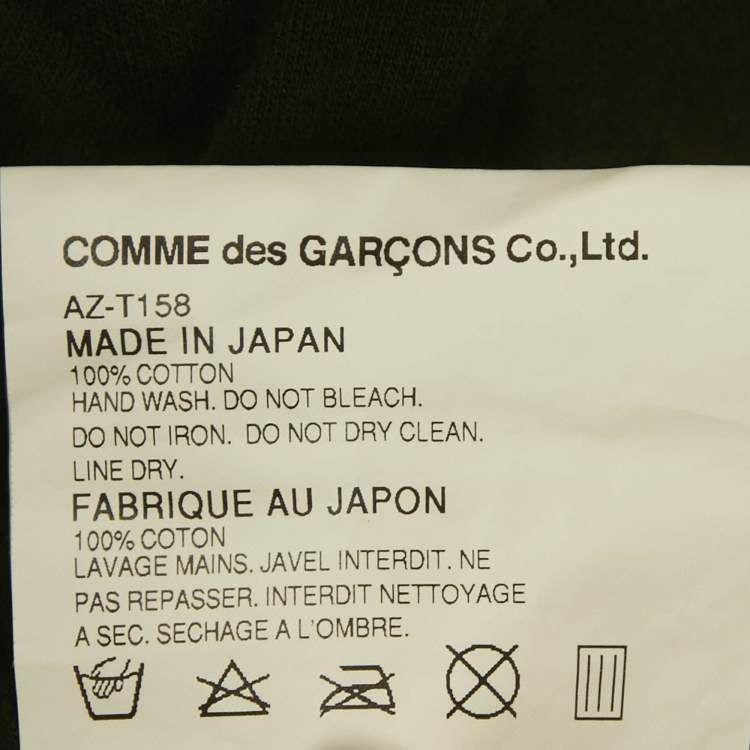 COMME des GARÇONS Co.,Ltd.
AZ-T158
MADE IN JAPAN
100% COTTON
HAND WASH. DO NOT BLEACH.
DO NOT IRON. DO NOT DRY CLEAN.
LINE DRY.
FABRIQUE AU JAPON
100% COTON
LAVAGE MAINS. JAVEL INTERDIT. NE
PAS REPASSER. INTERDIT NETTOYAGE
A SEC. SECHAGE A L'OMBRE.